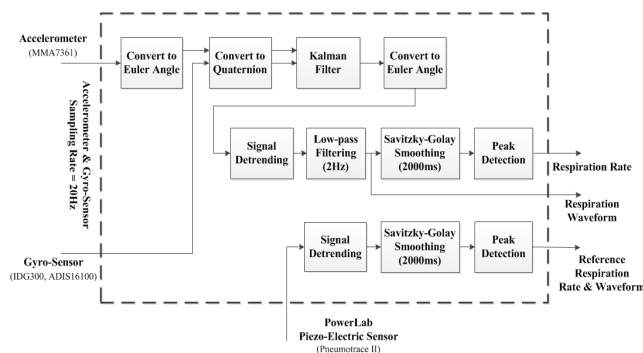 Accelerometer
(MMA7361)
Convert to
Euler Angle
Convert to
Quaternion
Kalman
Filter
Convert to
Euler Angle
Accelerometer & Gyro-Sensor
Sampling Rate = 20Hz
Signal
Detrending
Low-pass
Filtering
(2Hz)
Savitzky-Golay
Smoothing
(2000ms)
Peak
Detection
Respiration Rate
Respiration
Waveform
Gyro-Sensor
(IDG300, ADIS16100)
Signal
Detrending
Savitzky-Golay
Smoothing
(2000ms)
Peak
Detection
Reference
Respiration
Rate & Waveform
PowerLab
Piezo-Electric Sensor
(Pneumotrace II)